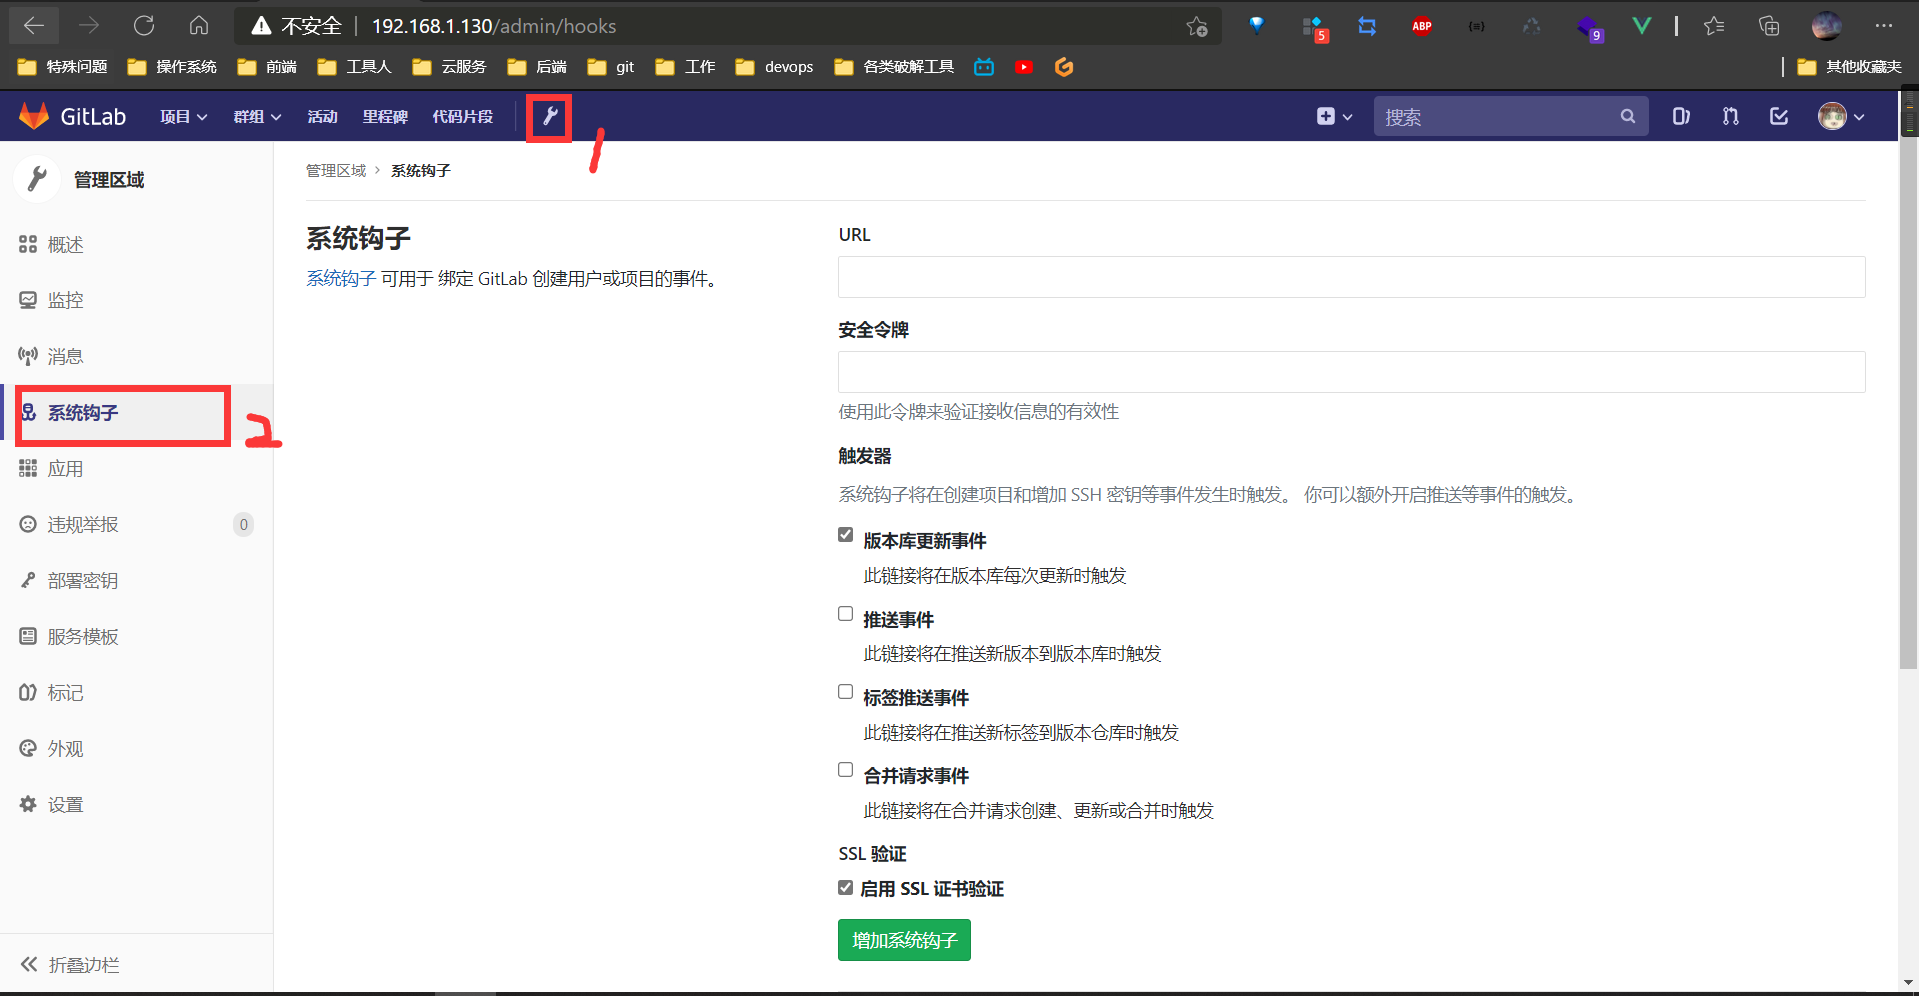 不安全 192.168.1.130/admin/hooks
5 ABP 9
特殊问题 操作系统 前端 工具人 云服务 后端 git 工作 devops 各类破解工具 其他收藏夹
GitLab 项目 群组 活动 里程碑 代码片段 搜索
1
管理区域
管理区域 > 系统钩子
概述
监控
消息
系统钩子
2
应用
违规举报 0
部署密钥
服务模板
标记
外观
设置
折叠边栏
系统钩子
系统钩子 可用于 绑定 GitLab 创建用户或项目的事件。
URL
安全令牌
使用此令牌来验证接收信息的有效性
触发器
系统钩子将在创建项目和增加 SSH 密钥等事件发生时触发。 你可以额外开启推送等事件的触发。
版本库更新事件
此链接将在版本库每次更新时触发
推送事件
此链接将在推送新版本到版本库时触发
标签推送事件
此链接将在推送新标签到版本仓库时触发
合并请求事件
此链接将在合并请求创建、更新或合并时触发
SSL 验证
启用 SSL 证书验证
增加系统钩子